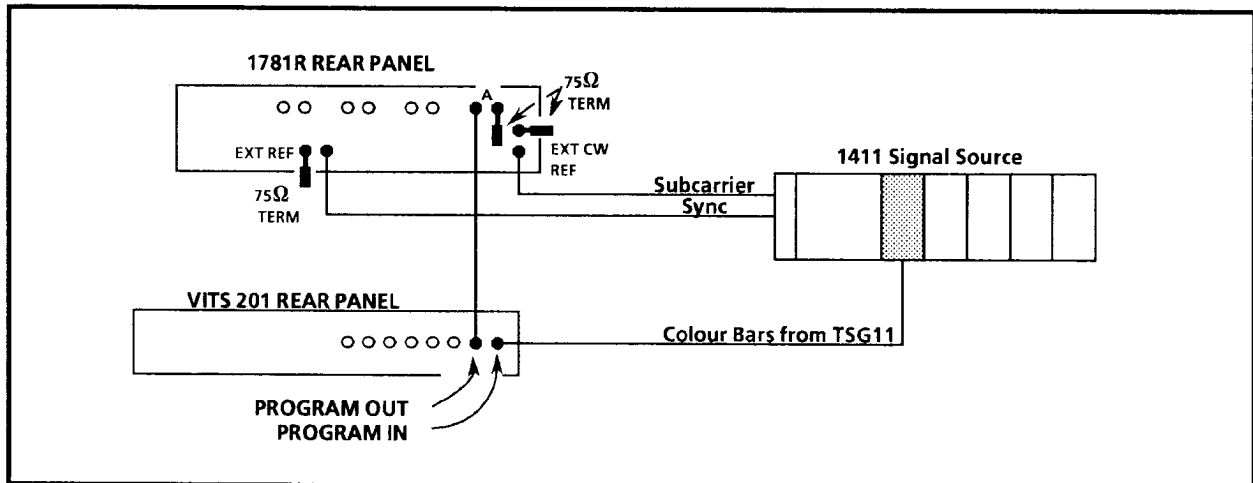 1781R REAR PANEL
A
75Ω
TERM
EXT REF
EXT CW
REF
75Ω
TERM
1411 Signal Source
Subcarrier
Sync
VITS 201 REAR PANEL
Colour Bars from TSG11
PROGRAM OUT
PROGRAM IN